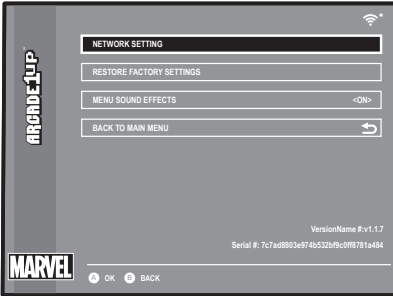 ARCADE1UP
NETWORK SETTING
RESTORE FACTORY SETTINGS
MENU SOUND EFFECTS <ON>
BACK TO MAIN MENU
VersionName #:v1.1.7
Serial #: 7c7ad8803e974b532bf9c0ff8781a484
MARVEL
A OK B BACK